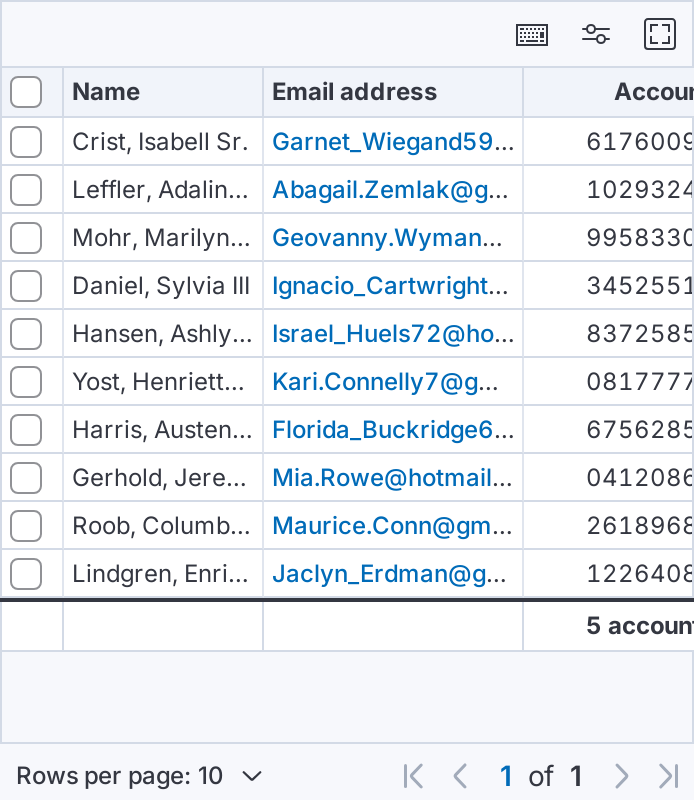 Name Email address Accoun
Crist, Isabell Sr. Garnet_Wiegand59... 6176009
Leffler, Adalin... Abagail.Zemlak@g... 1029324
Mohr, Marilyn... Geovanny.Wyman... 9958330
Daniel, Sylvia III Ignacio_Cartwright... 3452551
Hansen, Ashly... Israel_Huels72@ho... 8372585
Yost, Henriett... Kari.Connelly7@g... 0817777
Harris, Austen... Florida_Buckridge6... 6756285
Gerhold, Jere... Mia.Rowe@hotmail... 0412086
Roob, Columb... Maurice.Conn@gm... 2618968
Lindgren, Enri... Jaclyn_Erdman@g... 1226408
5 accoun
Rows per page: 10 1 of 1